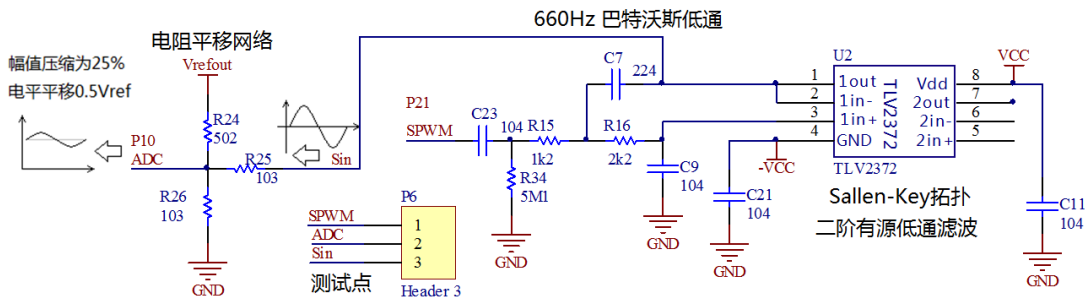 660Hz 巴特沃斯低通
电阻平移网络
幅值压缩为25%
电平平移0.5Vref
Vrefout
R24
502
P10
ADC
R25
103
Sin
R26
103
GND
P21
SPWM
C23
104
R15
1k2
R16
2k2
C7
224
R34
5M1
GND
C9
104
GND
C21
104
GND
-VCC
U2
1
2
3
4
1out
1in-
1in+
GND
TLV2372
Vdd
2out
2in-
2in+
8
7
6
5
TLV2372
VCC
C11
104
GND
Sallen-Key拓扑
二阶有源低通滤波
P6
SPWM
ADC
Sin
1
2
3
Header 3
测试点